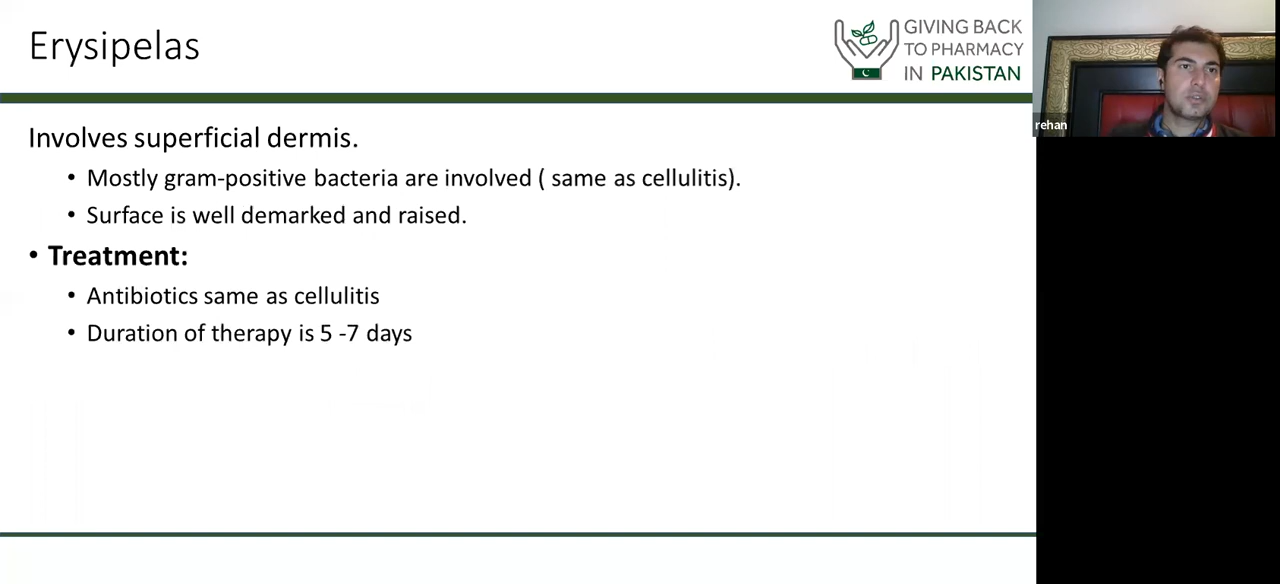 Erysipelas
GIVING BACK
TO PHARMACY
IN PAKISTAN
rehan
Involves superficial dermis.
• Mostly gram-positive bacteria are involved ( same as cellulitis).
• Surface is well demarked and raised.
• Treatment:
• Antibiotics same as cellulitis
• Duration of therapy is 5 -7 days